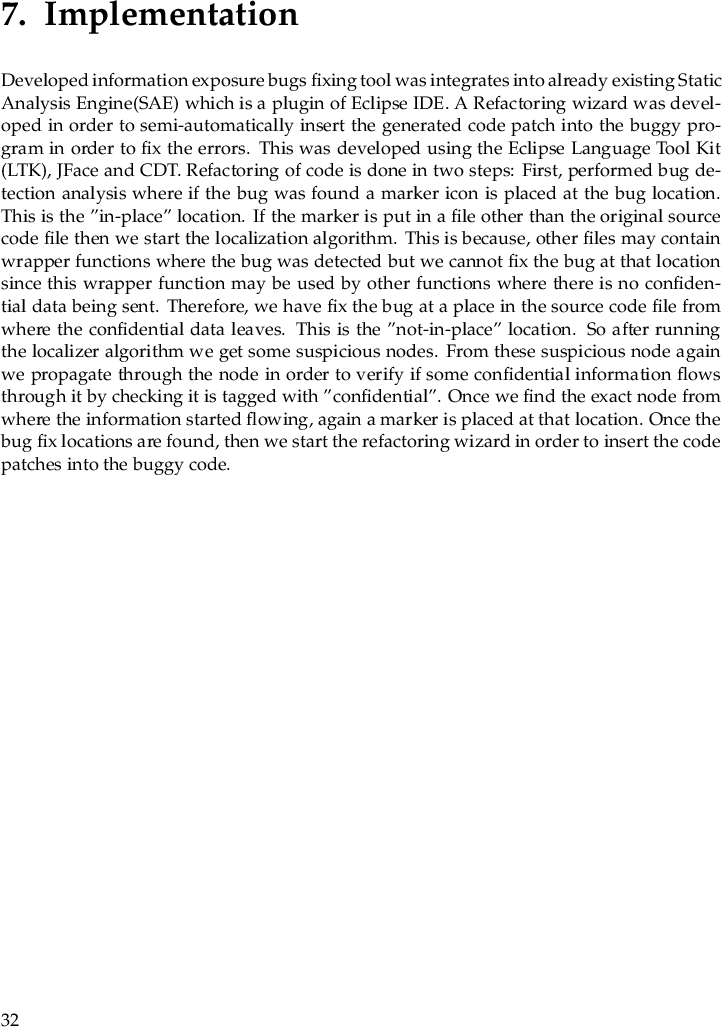 7. Implementation
Developed information exposure bugs fixing tool was integrates into already existing Static
Analysis Engine(SAE) which is a plugin of Eclipse IDE. A Refactoring wizard was devel-
oped in order to semi-automatically insert the generated code patch into the buggy pro-
gram in order to fix the errors. This was developed using the Eclipse Language Tool Kit
(LTK), JFace and CDT. Refactoring of code is done in two steps: First, performed bug de-
tection analysis where if the bug was found a marker icon is placed at the bug location.
This is the ”in-place” location. If the marker is put in a file other than the original source
code file then we start the localization algorithm. This is because, other files may contain
wrapper functions where the bug was detected but we cannot fix the bug at that location
since this wrapper function may be used by other functions where there is no confiden-
tial data being sent. Therefore, we have fix the bug at a place in the source code file from
where the confidential data leaves. This is the ”not-in-place” location. So after running
the localizer algorithm we get some suspicious nodes. From these suspicious node again
we propagate through the node in order to verify if some confidential information flows
through it by checking it is tagged with ”confidential”. Once we find the exact node from
where the information started flowing, again a marker is placed at that location. Once the
bug fix locations are found, then we start the refactoring wizard in order to insert the code
patches into the buggy code.
32